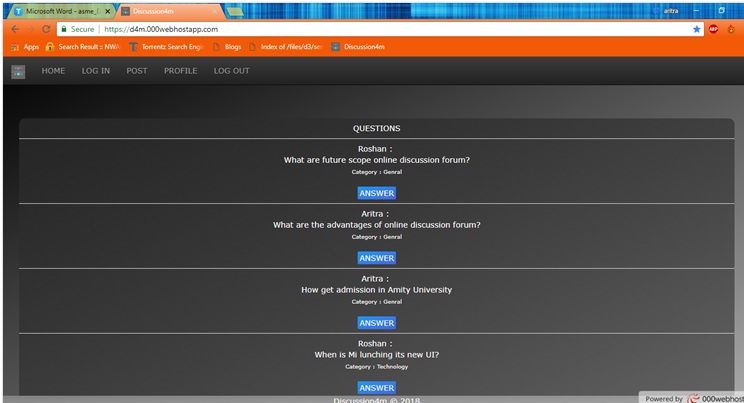 Microsoft Word - asme_
Discussion4m
aritra
Secure
https://d4m.000webhostapp.com
ABP
Apps
Search Result :: NWA
Torrentz Search Engi
Blogs
Index of /files/d3/sei
Discussion4m
HOME
LOG IN
POST
PROFILE
LOG OUT
QUESTIONS
Roshan :
What are future scope online discussion forum?
Category : Genral
ANSWER
Aritra :
What are the advantages of online discussion forum?
Category : Genral
ANSWER
Aritra :
How get admission in Amity University
Category : Genral
ANSWER
Roshan :
When is Mi lunching its new UI?
Category : Technology
ANSWER
Discussion4m © 2018
Powered by 000webhost